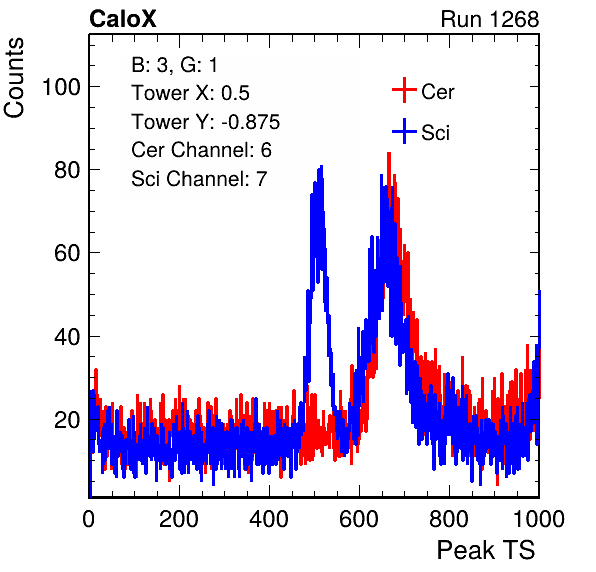 CaloX Run 1268
Counts
B: 3, G: 1
Tower X: 0.5
Tower Y: -0.875
Cer Channel: 6
Sci Channel: 7
Cer
Sci
100
80
60
40
20
0 200 400 600 800 1000
Peak TS